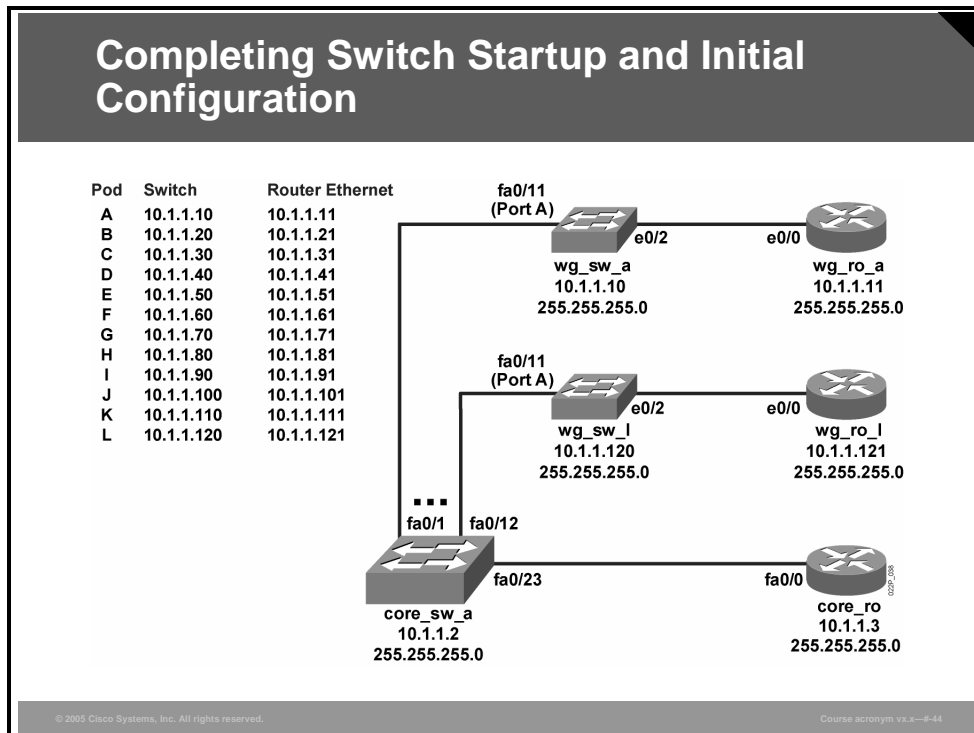 Completing Switch Startup and Initial
Configuration
Pod Switch Router Ethernet
A 10.1.1.10 10.1.1.11
B 10.1.1.20 10.1.1.21
C 10.1.1.30 10.1.1.31
D 10.1.1.40 10.1.1.41
E 10.1.1.50 10.1.1.51
F 10.1.1.60 10.1.1.61
G 10.1.1.70 10.1.1.71
H 10.1.1.80 10.1.1.81
I 10.1.1.90 10.1.1.91
J 10.1.1.100 10.1.1.101
K 10.1.1.110 10.1.1.111
L 10.1.1.120 10.1.1.121
fa0/11
(Port A)
e0/2
e0/0
wg_sw_a
10.1.1.10
255.255.255.0
wg_ro_a
10.1.1.11
255.255.255.0
fa0/11
(Port A)
e0/2
e0/0
wg_sw_l
10.1.1.120
255.255.255.0
wg_ro_l
10.1.1.121
255.255.255.0
...
fa0/1
fa0/12
fa0/23
fa0/0
core_sw_a
10.1.1.2
255.255.255.0
core_ro
10.1.1.3
255.255.255.0
022P_038
© 2005 Cisco Systems, Inc. All rights reserved.
Course acronym vx.x—#-44